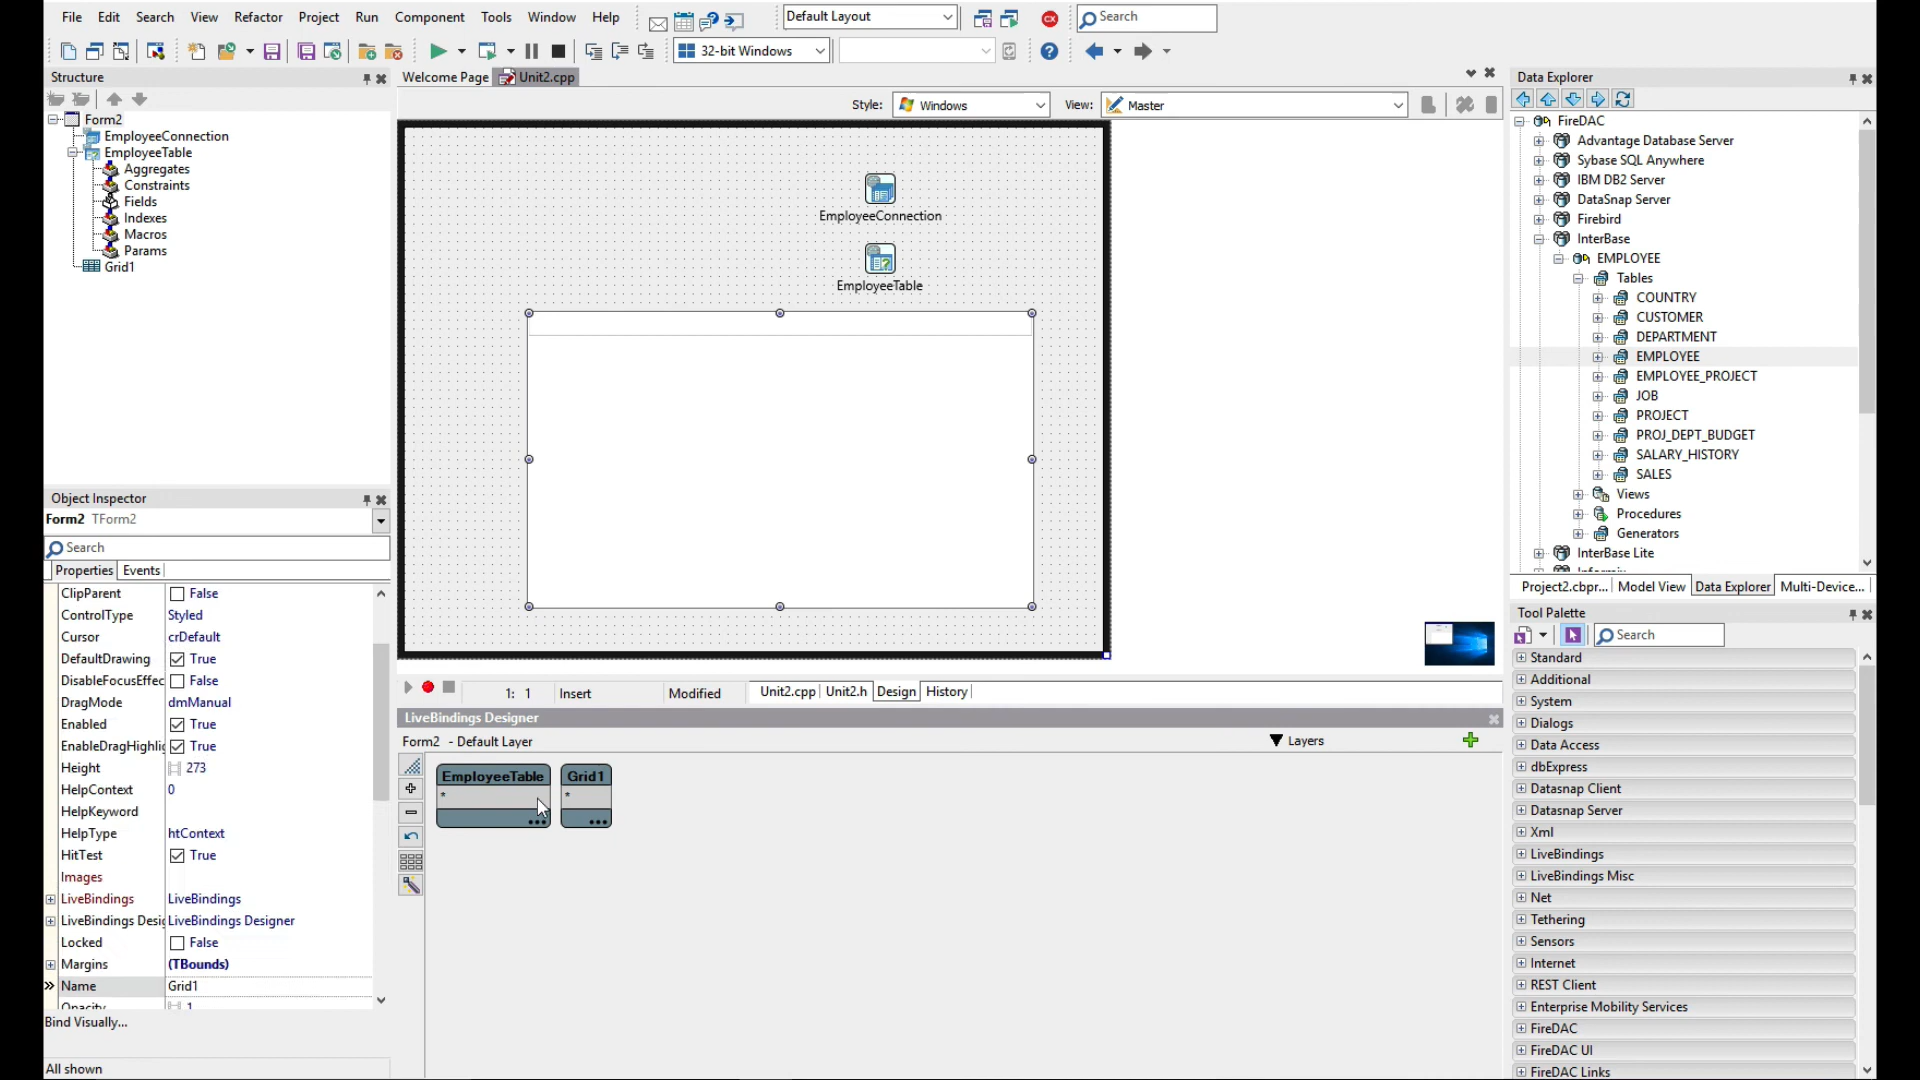 File Edit Search View Refactor Project Run Component Tools Window Help
Default Layout
Search
32-bit Windows
Structure
Form2
EmployeeConnection
EmployeeTable
Aggregates
Constraints
Fields
Indexes
Macros
Params
Grid1
Object Inspector
Form2 TForm2
Search
Properties Events
ClipParent False
ControlType Styled
Cursor crDefault
DefaultDrawing True
DisableFocusEffec False
DragMode dmManual
Enabled True
EnableDragHighli True
Height 273
HelpContext 0
HelpKeyword
HelpType htContext
HitTest True
Images
LiveBindings LiveBindings
LiveBindings Desi LiveBindings Designer
Locked False
Margins (TBounds)
Name Grid1
Opacity 1
Bind Visually...
All shown
Welcome Page Unit2.cpp
Style: Windows View: Master
EmployeeConnection
EmployeeTable
1: 1 Insert Modified Unit2.cpp Unit2.h Design History
LiveBindings Designer
Form2 - Default Layer Layers
EmployeeTable Grid1
* *
Data Explorer
FireDAC
Advantage Database Server
Sybase SQL Anywhere
IBM DB2 Server
DataSnap Server
Firebird
InterBase
EMPLOYEE
Tables
COUNTRY
CUSTOMER
DEPARTMENT
EMPLOYEE
EMPLOYEE_PROJECT
JOB
PROJECT
PROJ_DEPT_BUDGET
SALARY_HISTORY
SALES
Views
Procedures
Generators
InterBase Lite
Project2.cbpr... Model View Data Explorer Multi-Device...
Tool Palette
Search
Standard
Additional
System
Dialogs
Data Access
dbExpress
Datasnap Client
Datasnap Server
Xml
LiveBindings
LiveBindings Misc
Net
Tethering
Sensors
Internet
REST Client
Enterprise Mobility Services
FireDAC
FireDAC UI
FireDAC Links